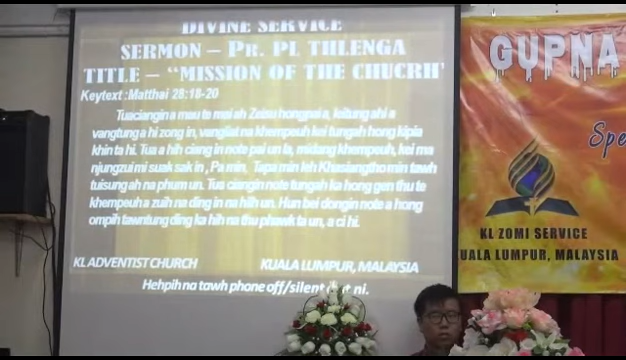 DIVINE SERVICE
SERMON – PR. PL THLENGA
TITLE – “MISSION OF THE CHUCRH'
Keytext :Matthai 28:18-20
Tuaciangin a mau te mai ah Zeisu hongpai a, leitung ahi a
vangtung a hi zong in, vangliat na khempeuh kei tungah hong kipia
khin ta hi. Tua a hih ciang in note pai un la, midang khempeuh, kei ma
njungzui mi suak sak in, Pa min, Tapa min leh Khasiangtho min tawh
tuisung ah na phum un. Tua ciangin note tungah ka hong gen thu te
khempeuh a zuih na ding in na hilh un. Hun bei dongin note a hong
ompih tawntung ding ka hih na thu phawk ta un, a ci hi.
KL ADVENTIST CHURCH
KUALA LUMPUR, MALAYSIA
Hehpih na tawh phone off/silent ni.
GUPNA
Spe
KL ZOMI SERVICE
UALA LUMPUR, MALAYSIA